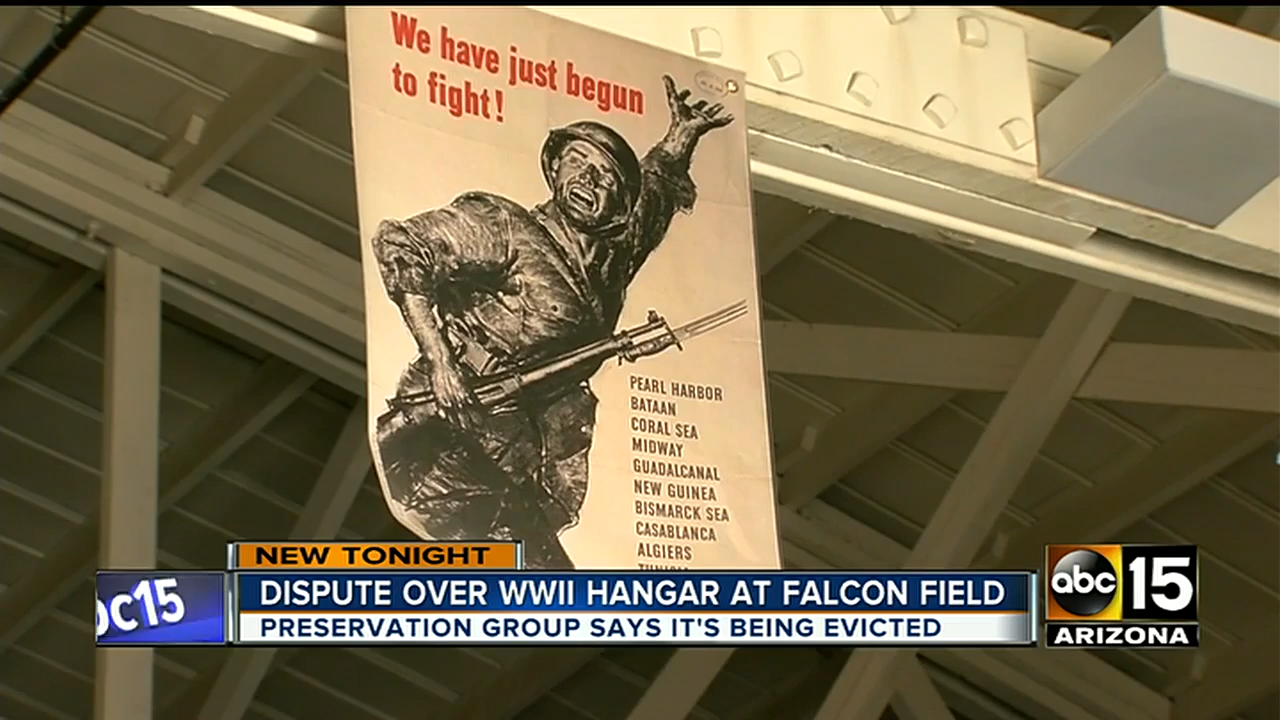 We have just begun
to fight!
PEARL HARBOR
BATAAN
CORAL SEA
MIDWAY
GUADALCANAL
NEW GUINEA
BISMARCK SEA
CASABLANCA
ALGIERS
NEW TONIGHT
DISPUTE OVER WWII HANGAR AT FALCON FIELD
PRESERVATION GROUP SAYS IT'S BEING EVICTED
bc15
abc 15
ARIZONA